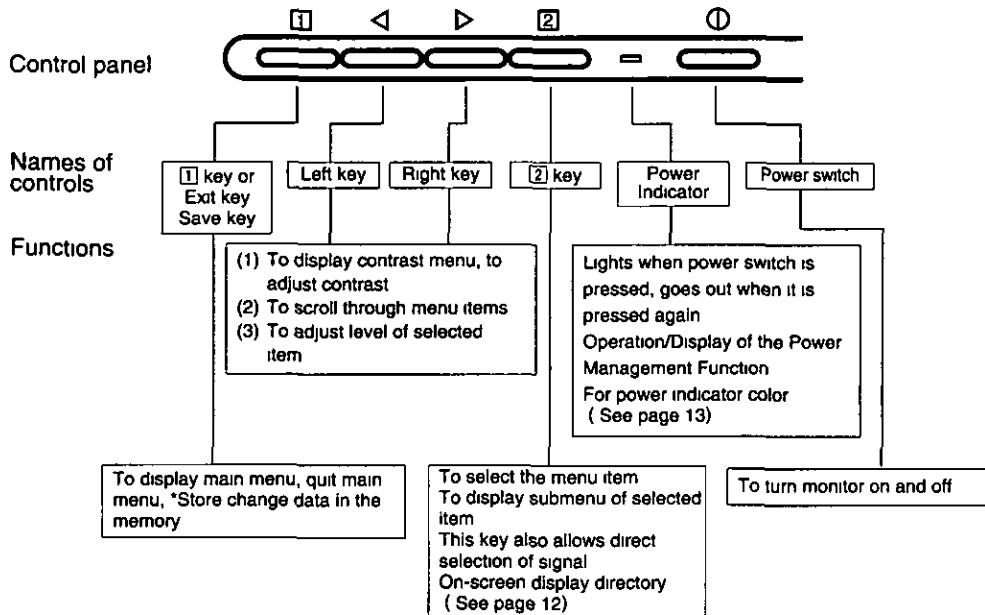 1 2
Control panel
Names of
controls
1 key or
Exit key
Save key
Left key
Right key
2 key
Power
Indicator
Power switch
Functions
(1) To display contrast menu, to
adjust contrast
(2) To scroll through menu items
(3) To adjust level of selected
item
Lights when power switch is
pressed, goes out when it is
pressed again
Operation/Display of the Power
Management Function
For power indicator color
( See page 13)
To display main menu, quit main
menu, *Store change data in the
memory
To select the menu item
To display submenu of selected
item
This key also allows direct
selection of signal
On-screen display directory
( See page 12)
To turn monitor on and off